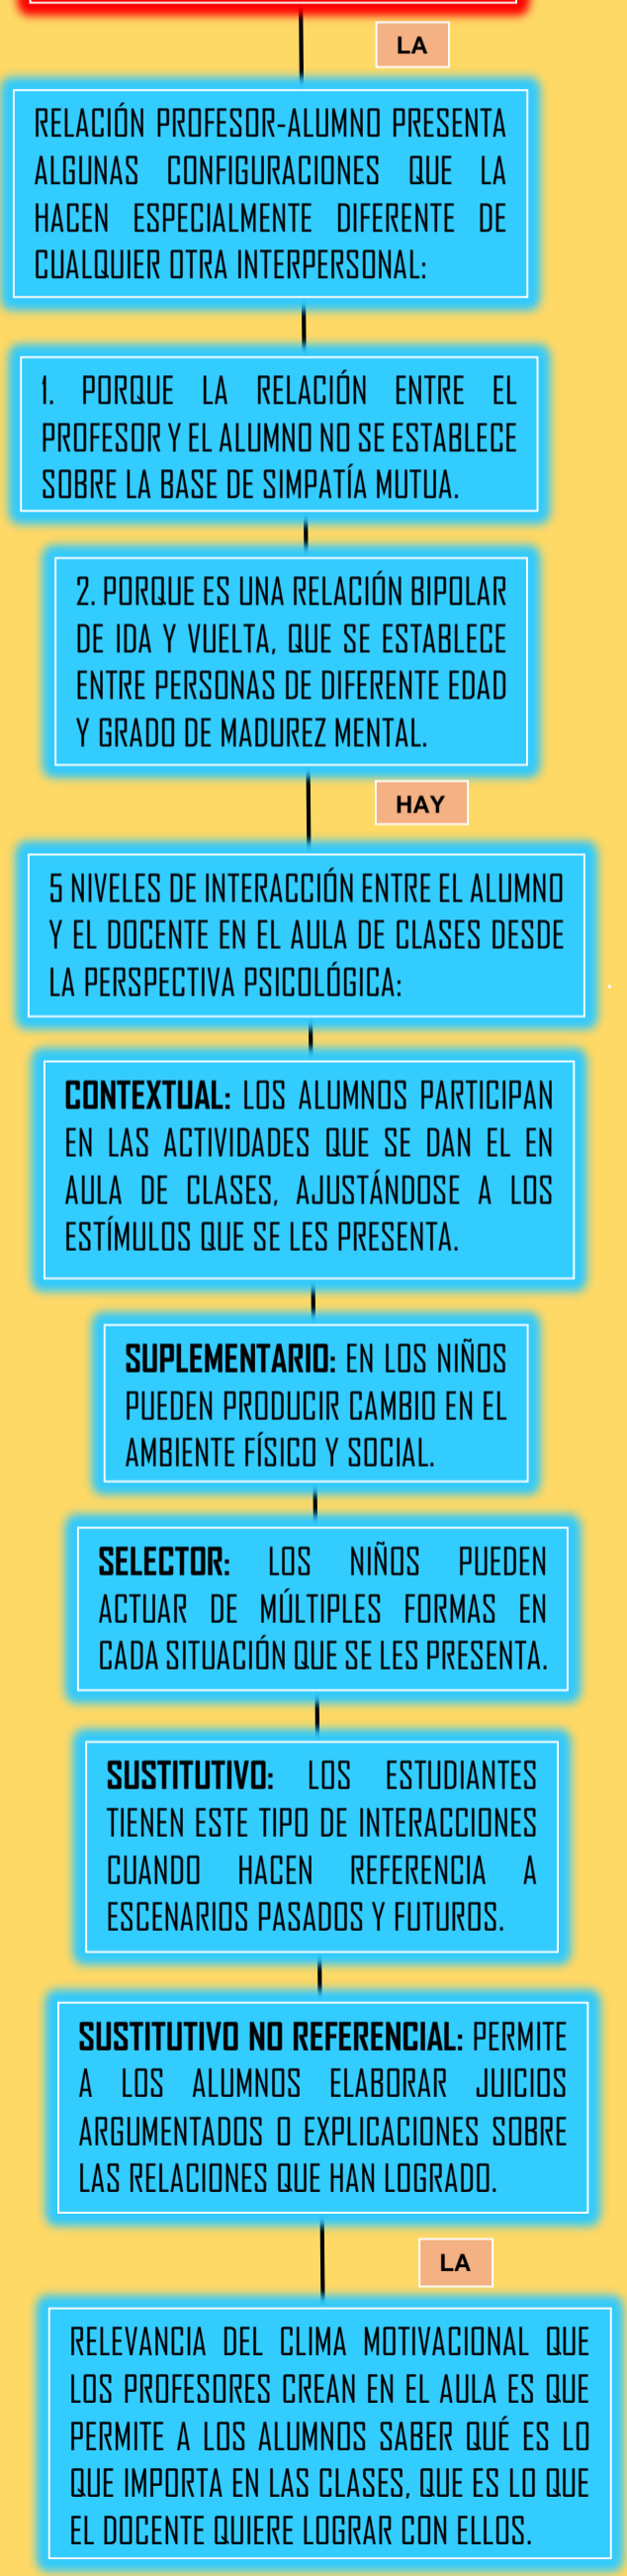 LA
RELACIÓN PROFESOR-ALUMNO PRESENTA
ALGUNAS CONFIGURACIONES QUE LA
HACEN ESPECIALMENTE DIFERENTE DE
CUALQUIER OTRA INTERPERSONAL:
1. PORQUE LA RELACIÓN ENTRE EL
PROFESOR Y EL ALUMNO NO SE ESTABLECE
SOBRE LA BASE DE SIMPATÍA MUTUA.
2. PORQUE ES UNA RELACIÓN BIPOLAR
DE IDA Y VUELTA, QUE SE ESTABLECE
ENTRE PERSONAS DE DIFERENTE EDAD
Y GRADO DE MADUREZ MENTAL.
HAY
5 NIVELES DE INTERACCIÓN ENTRE EL ALUMNO
Y EL DOCENTE EN EL AULA DE CLASES DESDE
LA PERSPECTIVA PSICOLÓGICA:
CONTEXTUAL: LOS ALUMNOS PARTICIPAN
EN LAS ACTIVIDADES QUE SE DAN EL EN
AULA DE CLASES, AJUSTÁNDOSE A LOS
ESTÍMULOS QUE SE LES PRESENTA.
SUPLEMENTARIO: EN LOS NIÑOS
PUEDEN PRODUCIR CAMBIO EN EL
AMBIENTE FÍSICO Y SOCIAL.
SELECTOR: LOS NIÑOS PUEDEN
ACTUAR DE MÚLTIPLES FORMAS EN
CADA SITUACIÓN QUE SE LES PRESENTA.
SUSTITUTIVO: LOS ESTUDIANTES
TIENEN ESTE TIPO DE INTERACCIONES
CUANDO HACEN REFERENCIA A
ESCENARIOS PASADOS Y FUTUROS.
SUSTITUTIVO NO REFERENCIAL: PERMITE
A LOS ALUMNOS ELABORAR JUICIOS
ARGUMENTADOS O EXPLICACIONES SOBRE
LAS RELACIONES QUE HAN LOGRADO.
LA
RELEVANCIA DEL CLIMA MOTIVACIONAL QUE
LOS PROFESORES CREAN EN EL AULA ES QUE
PERMITE A LOS ALUMNOS SABER QUÉ ES LO
QUE IMPORTA EN LAS CLASES, QUE ES LO QUE
EL DOCENTE QUIERE LOGRAR CON ELLOS.